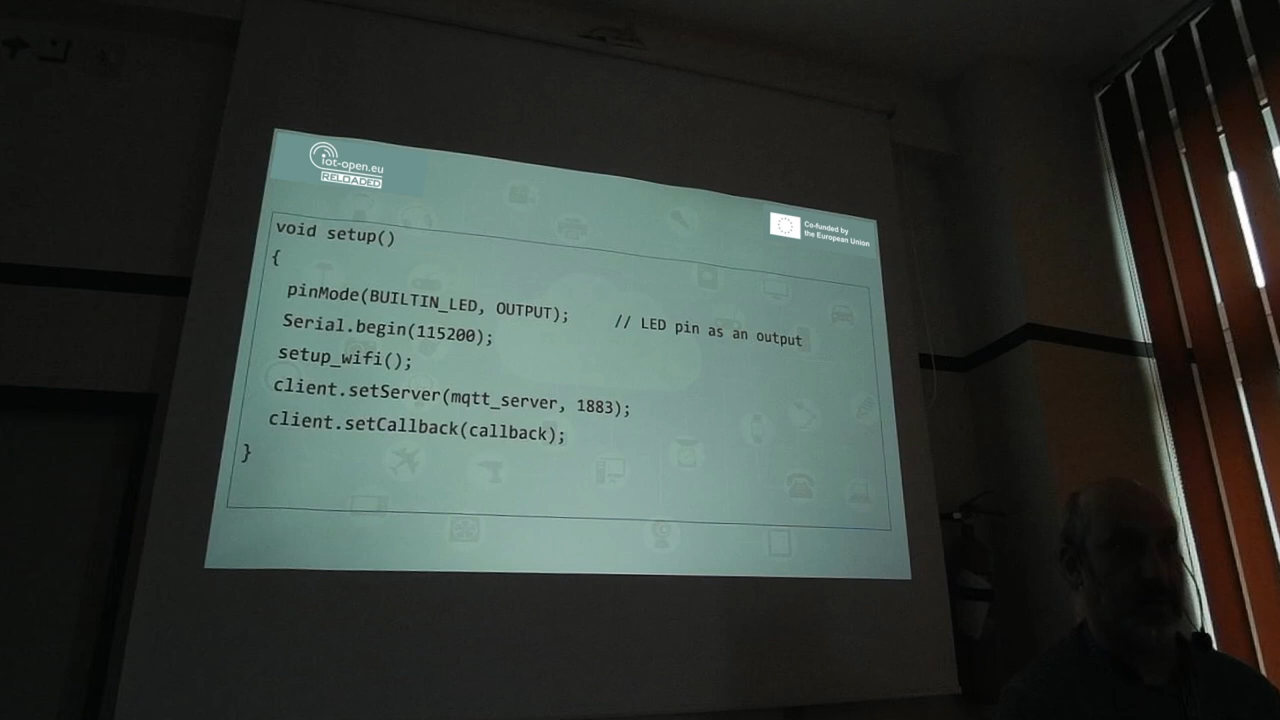 iot-open.eu
RELOADED
Co-funded by
the European Union
void setup()
{
pinMode(BUILTIN_LED, OUTPUT); // LED pin as an output
Serial.begin(115200);
setup_wifi();
client.setServer(mqtt_server, 1883);
client.setCallback(callback);
}